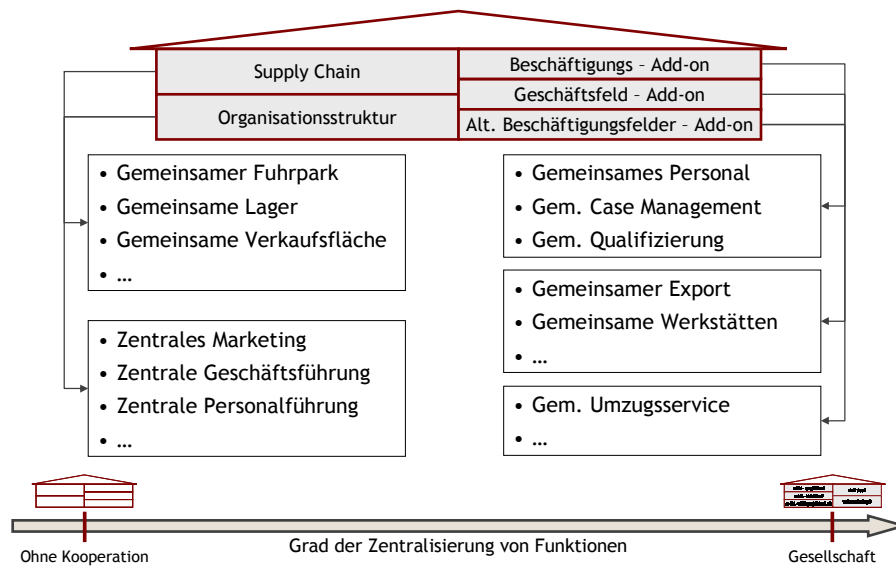 Supply Chain
Organisationsstruktur
Beschäftigungs – Add-on
Geschäftsfeld – Add-on
Alt. Beschäftigungsfelder – Add-on
• Gemeinsamer Fuhrpark
• Gemeinsame Lager
• Gemeinsame Verkaufsfläche
• …
• Zentrales Marketing
• Zentrale Geschäftsführung
• Zentrale Personalführung
• …
• Gemeinsames Personal
• Gem. Case Management
• Gem. Qualifizierung
• Gemeinsamer Export
• Gemeinsame Werkstätten
• …
• Gem. Umzugsservice
• …
Ohne Kooperation
Grad der Zentralisierung von Funktionen
Gesellschaft